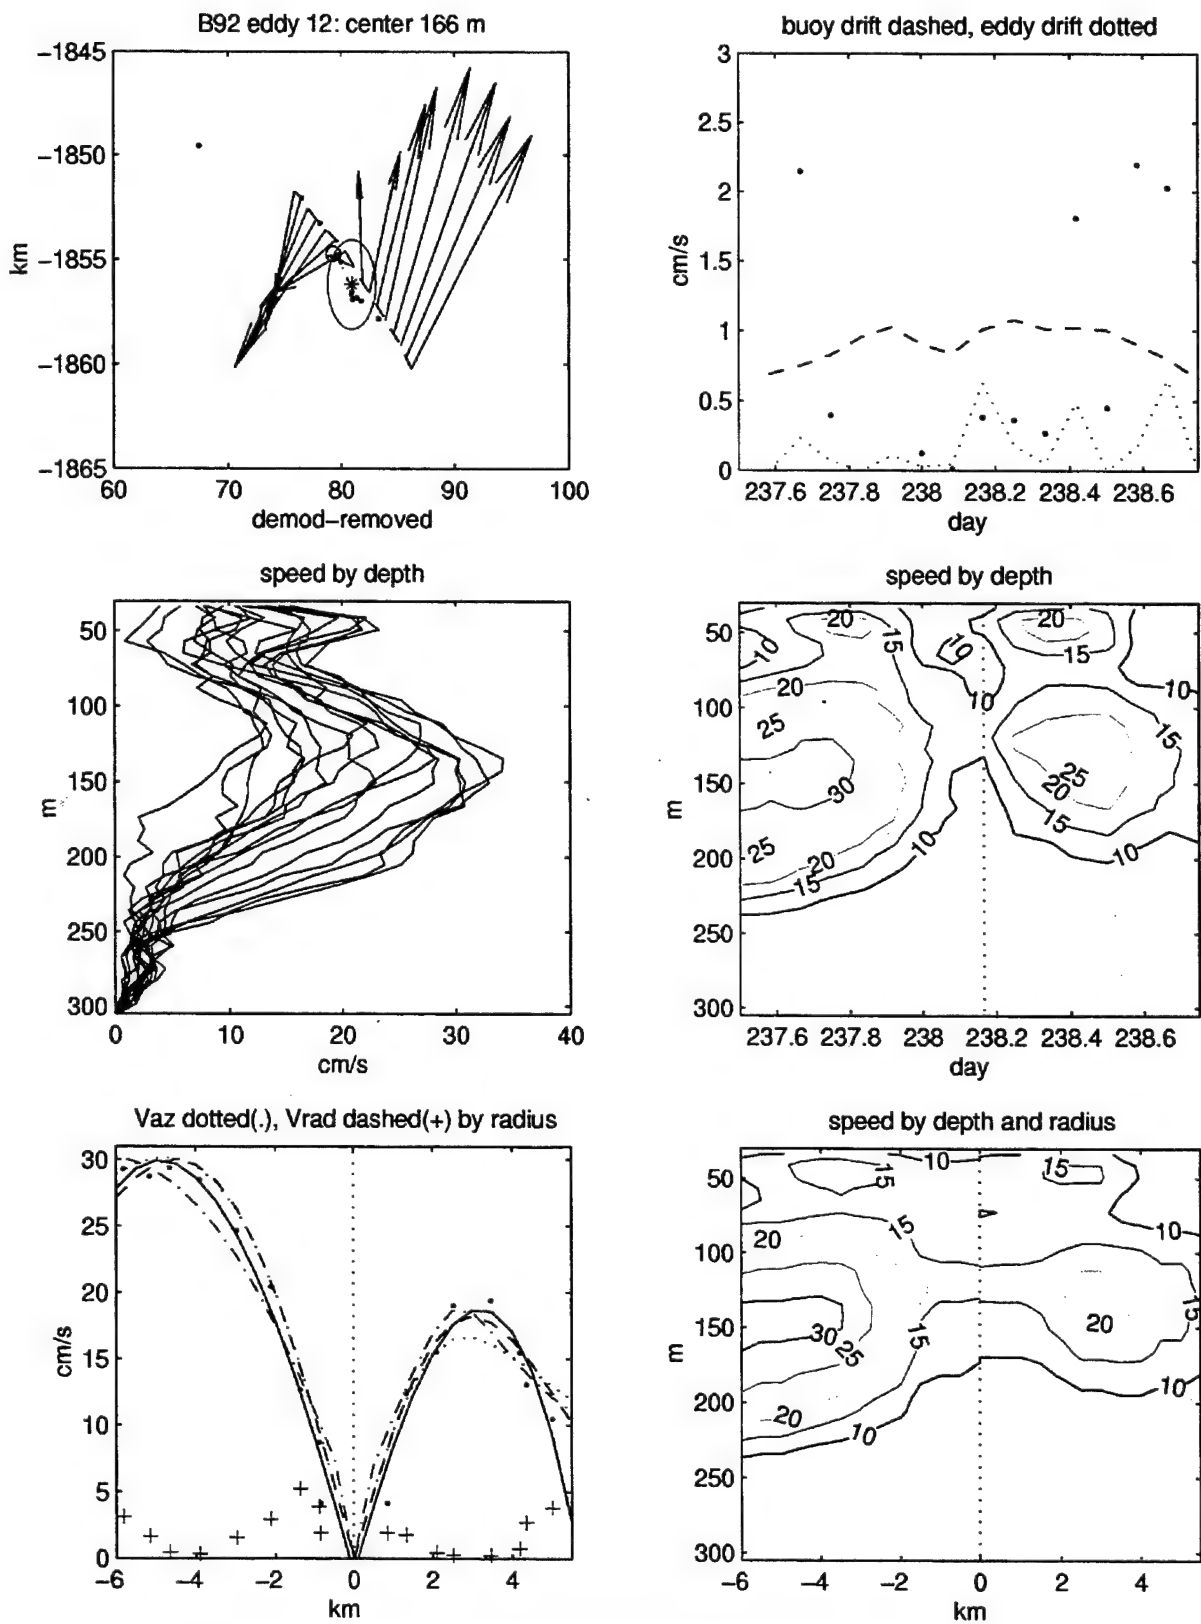 B92 eddy 12: center 166 m
−1845
−1850
−1855
−1860
−1865
km
60 70 80 90 100
demod−removed
buoy drift dashed, eddy drift dotted
3
2.5
2
1.5
1
0.5
0
cm/s
237.6 237.8 238 238.2 238.4 238.6
day
speed by depth
50
100
150
200
250
300
m
0 10 20 30 40
cm/s
speed by depth
50
100
150
200
250
300
m
20
10
15
10
20
15
10
10
20
25
15
30
25
20
15
25
20
15
10
10
237.6 237.8 238 238.2 238.4 238.6
day
Vaz dotted(.), Vrad dashed(+) by radius
30
25
20
15
10
5
0
cm/s
−6 −4 −2 0 2 4
km
speed by depth and radius
50
100
150
200
250
300
m
10
15
15
15
10
20
15
30
25
15
20
10
20
10
−6 −4 −2 0 2 4
km